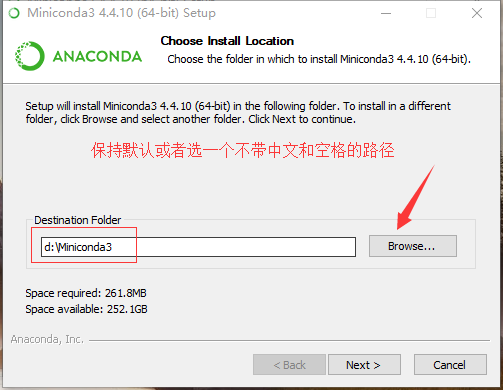 Miniconda3 4.4.10 (64-bit) Setup
ANACONDA
Choose Install Location
Choose the folder in which to install Miniconda3 4.4.10 (64-bit).
Setup will install Miniconda3 4.4.10 (64-bit) in the following folder. To install in a different
folder, click Browse and select another folder. Click Next to continue.
保持默认或者选一个不带中文和空格的路径
Destination Folder
d:\Miniconda3
Browse...
Space required: 261.8MB
Space available: 252.1GB
Anaconda, Inc.
< Back
Next >
Cancel